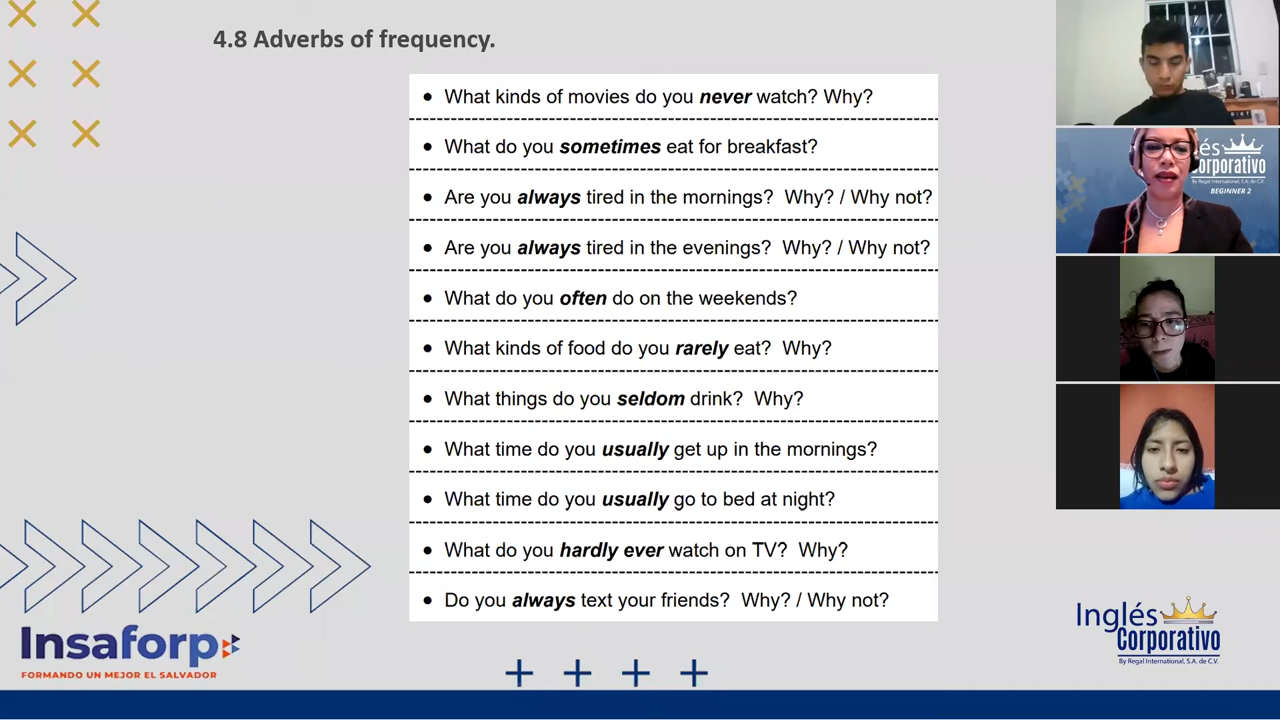 4.8 Adverbs of frequency.
• What kinds of movies do you never watch? Why?
• What do you sometimes eat for breakfast?
• Are you always tired in the mornings? Why? / Why not?
• Are you always tired in the evenings? Why? / Why not?
• What do you often do on the weekends?
• What kinds of food do you rarely eat? Why?
• What things do you seldom drink? Why?
• What time do you usually get up in the mornings?
• What time do you usually go to bed at night?
• What do you hardly ever watch on TV? Why?
• Do you always text your friends? Why? / Why not?
Insaforp
FORMANDO UN MEJOR EL SALVADOR
Inglés
Corporativo
By Regal International, S.A. de C.V.
és
Corporativo
By Regal International, S.A. de C.V.
BEGINNER 2